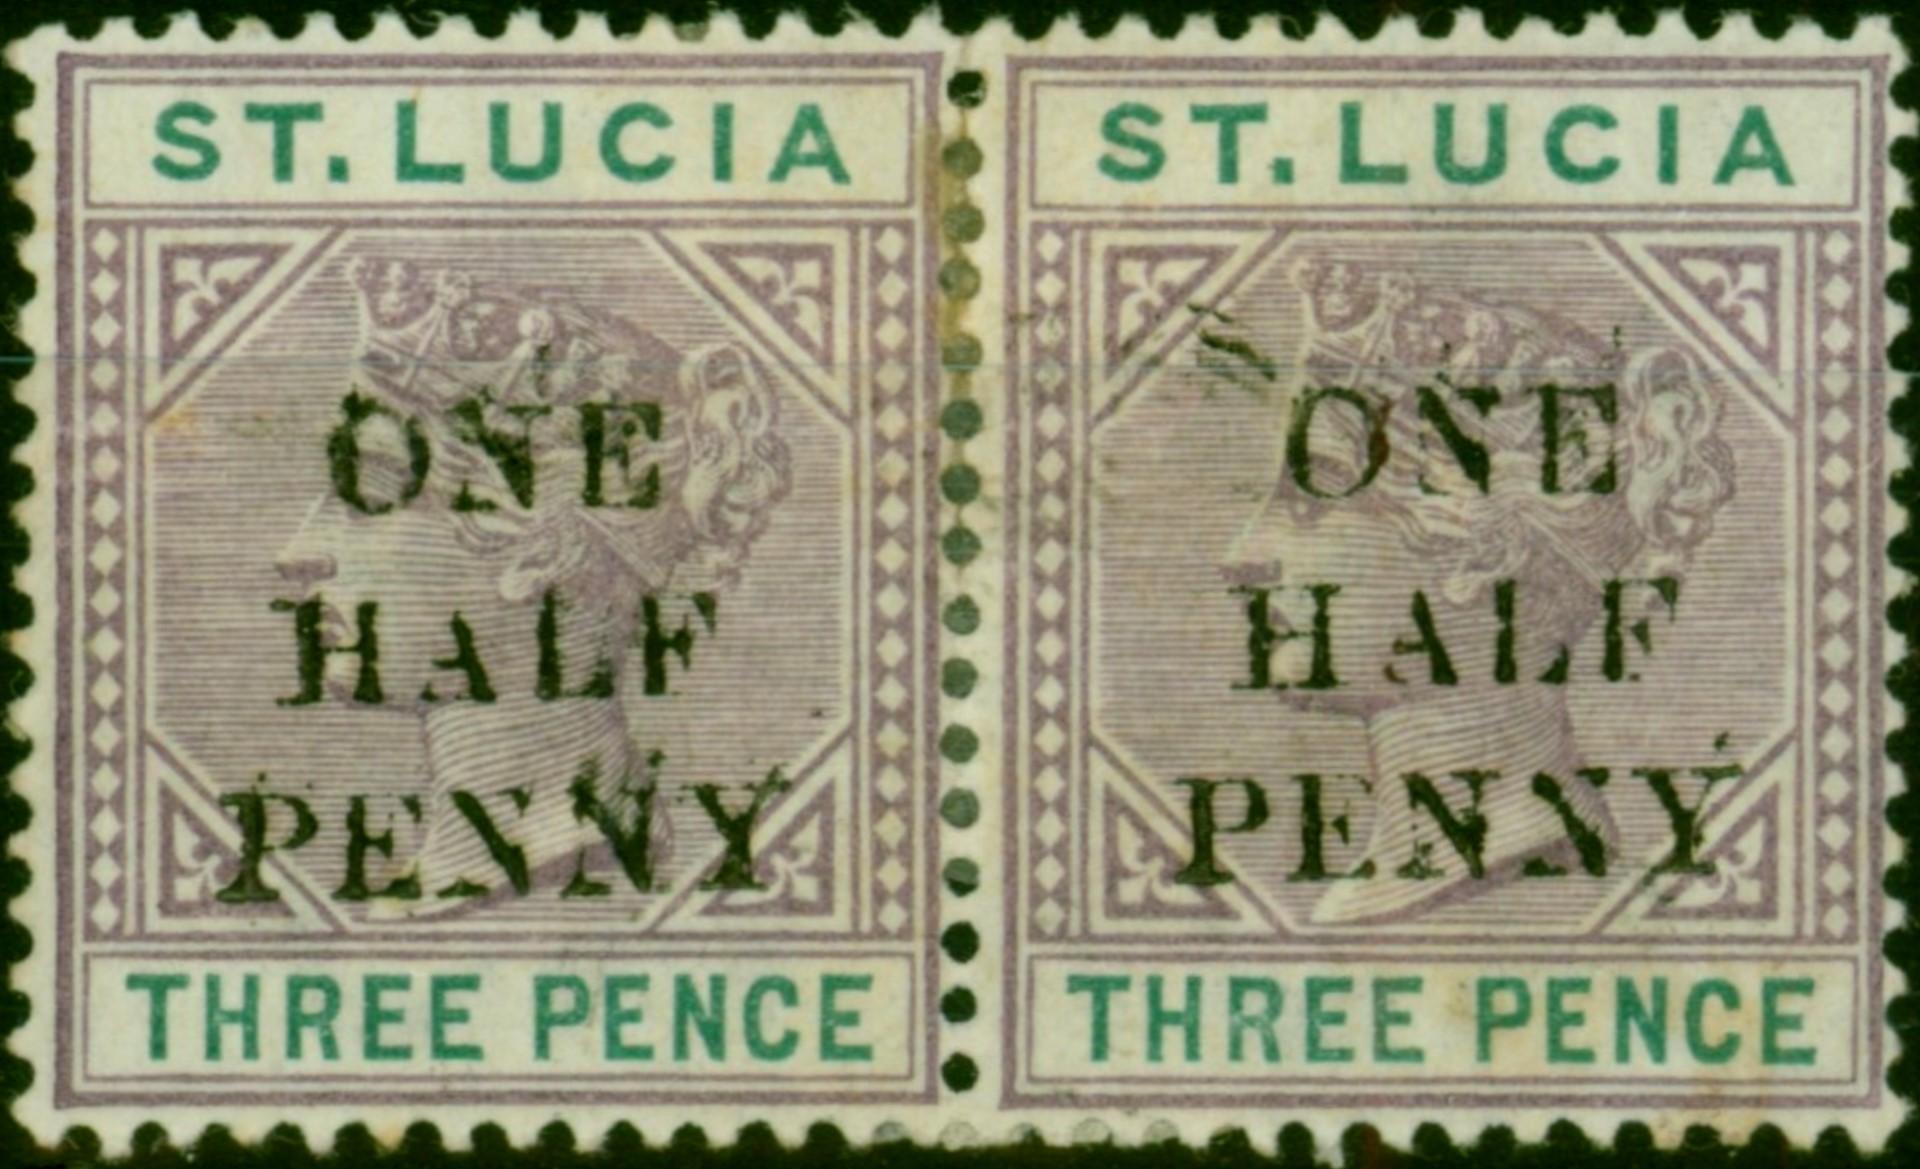 ST. LUCIA
ONE
HALF
PENNY
THREE PENCE
ST. LUCIA
ONE
HALF
PENNY
THREE PENCE